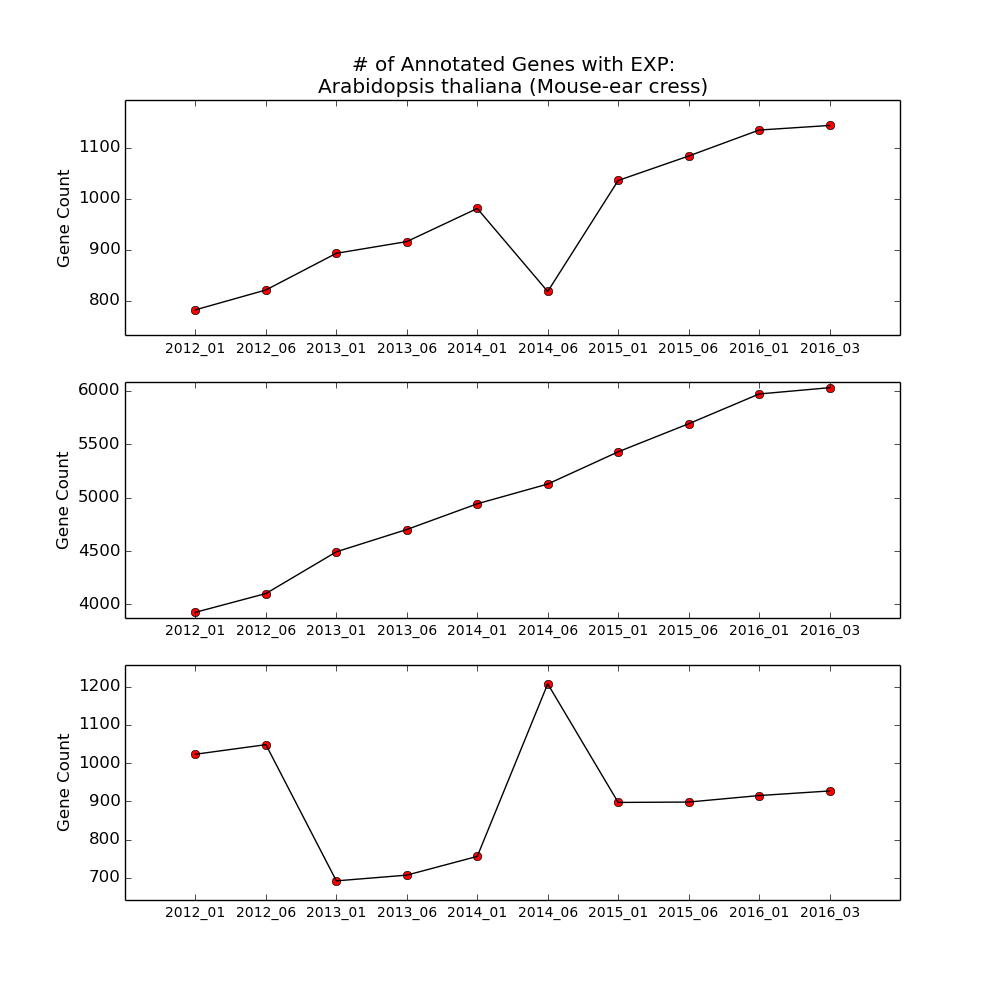 # of Annotated Genes with EXP:
Arabidopsis thaliana (Mouse-ear cress)
1100
1000
900
800
Gene Count
2012_01 2012_06 2013_01 2013_06 2014_01 2014_06 2015_01 2015_06 2016_01 2016_03
6000
5500
5000
4500
4000
Gene Count
2012_01 2012_06 2013_01 2013_06 2014_01 2014_06 2015_01 2015_06 2016_01 2016_03
1200
1100
1000
900
800
700
Gene Count
2012_01 2012_06 2013_01 2013_06 2014_01 2014_06 2015_01 2015_06 2016_01 2016_03